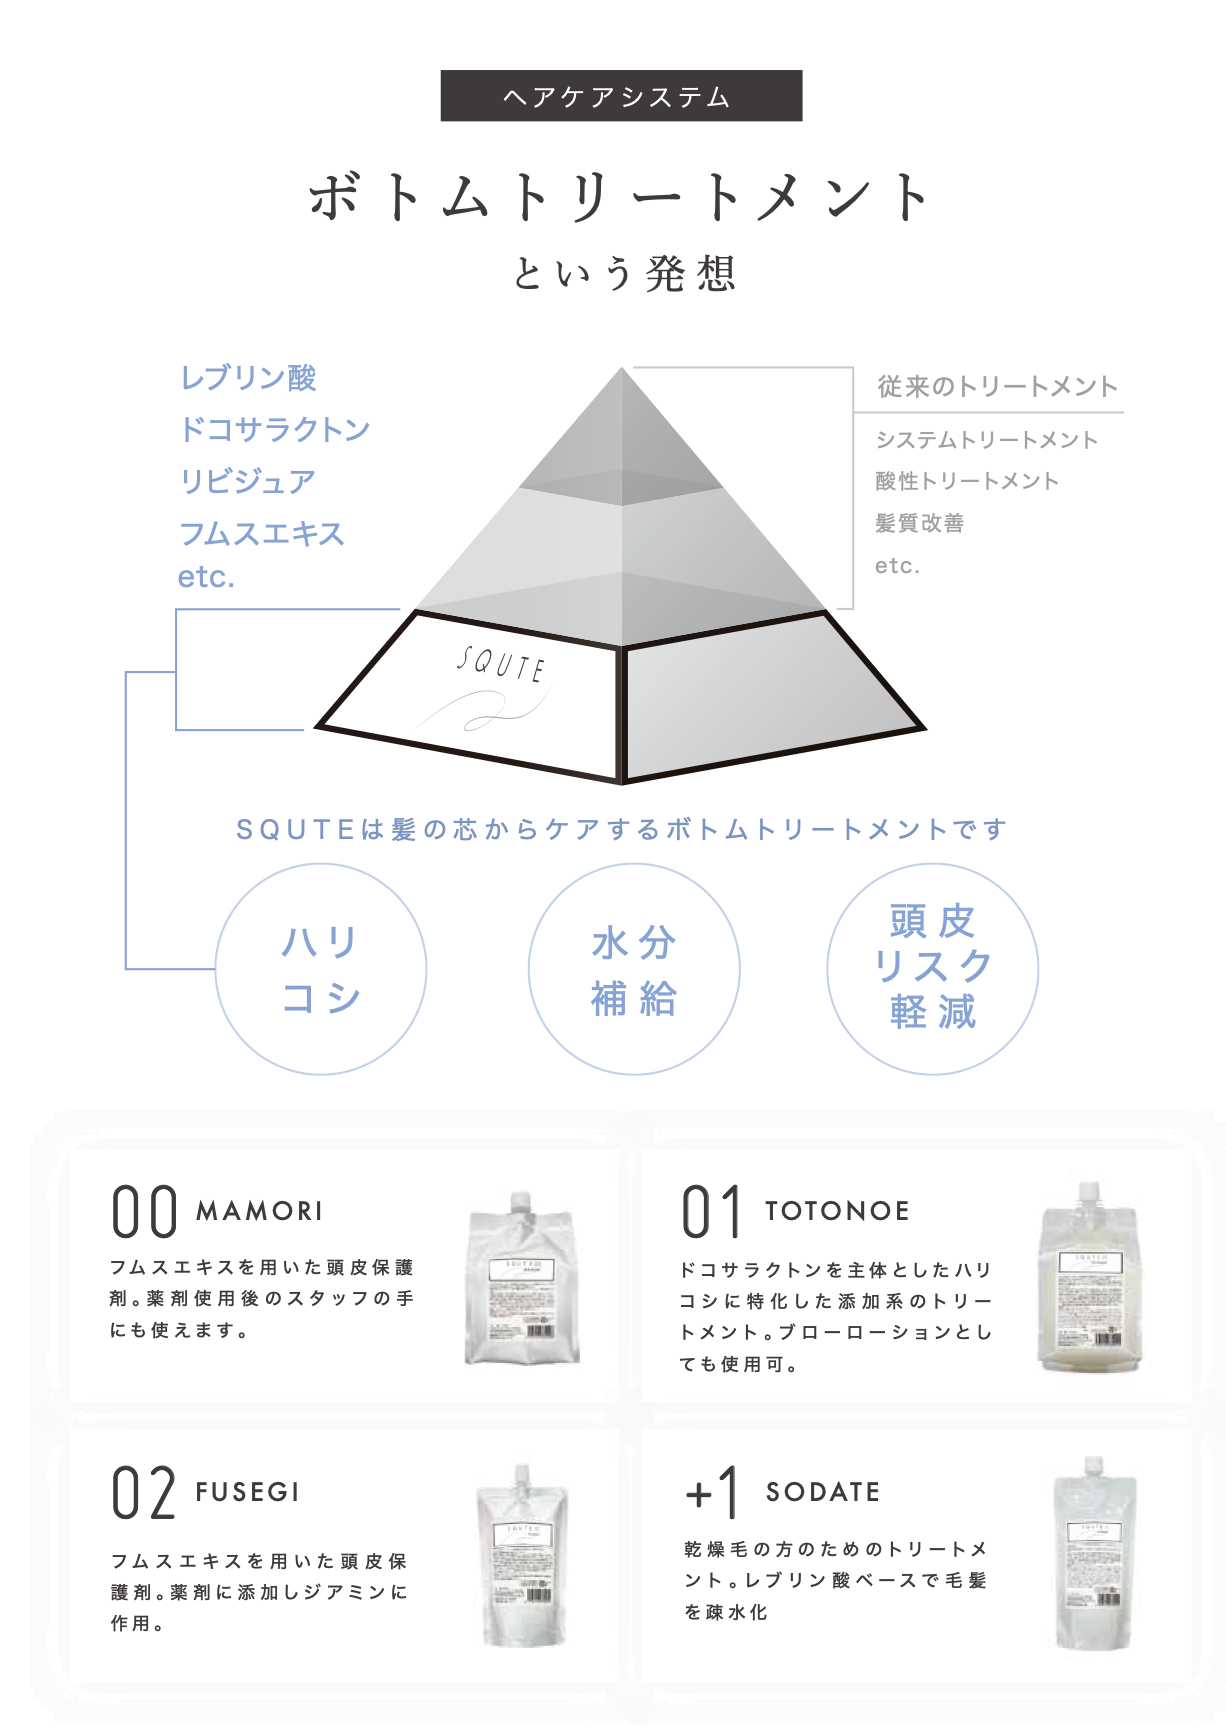 ヘアケアシステム
ボトムトリートメント
という発想
レブリン酸
ドコサラクトン
リビジュア
フムスエキス
etc.
従来のトリートメント
システムトリートメント
酸性トリートメント
髪質改善
etc.
SQUTE
SQUTEは髪の芯からケアするボトムトリートメントです
ハリ
コシ
水分
補給
頭皮
リスク
軽減
00 MAMORI
フムスエキスを用いた頭皮保護
剤。薬剤使用後のスタッフの手
にも使えます。
01 TOTONOE
ドコサラクトンを主体としたハリ
コシに特化した添加系のトリー
トメント。ブローローションとし
ても使用可。
02 FUSEGI
フムスエキスを用いた頭皮保
護剤。薬剤に添加しジアミンに
作用。
+1 SODATE
乾燥毛の方のためのトリートメ
ント。レブリン酸ベースで毛髪
を疎水化